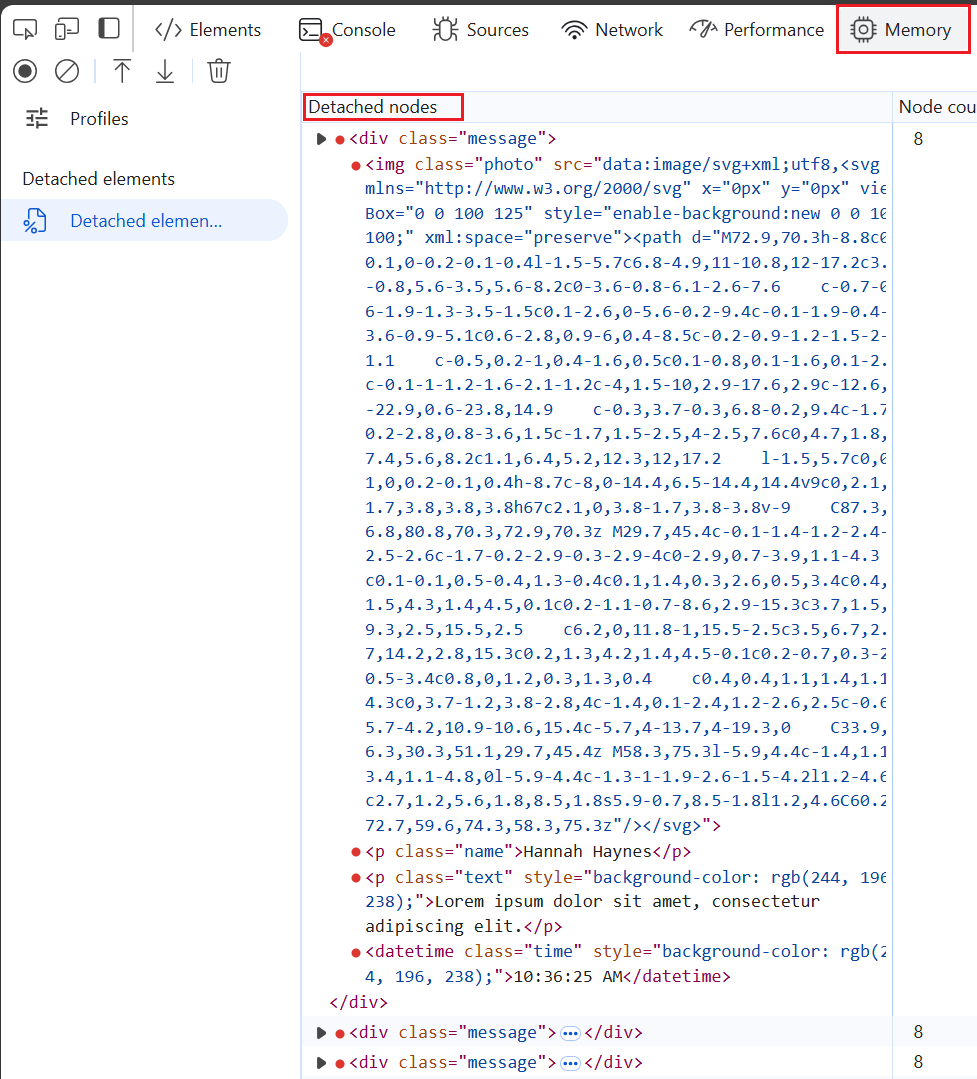 Elements Console Sources Network Performance Memory
Profiles
Detached elements
Detached elemen...
Detached nodes Node cou
<div class="message"> 8
<img class="photo" src="data:image/svg+xml;utf8,<svg
mlns="http://www.w3.org/2000/svg" x="0px" y="0px" vie
Box="0 0 100 125" style="enable-background:new 0 0 10
100;" xml:space="preserve"><path d="M72.9,70.3h-8.8c0
0.1,0-0.2-0.1-0.4l-1.5-5.7c6.8-4.9,11-10.8,12-17.2c3.
-0.8,5.6-3.5,5.6-8.2c0-3.6-0.8-6.1-2.6-7.6    c-0.7-0
6-1.9-1.3-3.5-1.5c0.1-2.6,0-5.6-0.2-9.4c-0.1-1.9-0.4-
3.6-0.9-5.1c0.6-2.8,0.9-6,0.4-8.5c-0.2-0.9-1.2-1.5-2-
1.1    c-0.5,0.2-1,0.4-1.6,0.5c0.1-0.8,0.1-1.6,0.1-2.
c-0.1-1-1.2-1.6-2.1-1.2c-4,1.5-10,2.9-17.6,2.9c-12.6,
-22.9,0.6-23.8,14.9    c-0.3,3.7-0.3,6.8-0.2,9.4c-1.7
0.2-2.8,0.8-3.6,1.5c-1.7,1.5-2.5,4-2.5,7.6c0,4.7,1.8,
7.4,5.6,8.2c1.1,6.4,5.2,12.3,12,17.2    l-1.5,5.7c0,0
1,0,0.2-0.1,0.4h-8.7c-8,0-14.4,6.5-14.4,14.4v9c0,2.1,
1.7,3.8,3.8,3.8h67c2.1,0,3.8-1.7,3.8-3.8v-9    C87.3,
6.8,80.8,70.3,72.9,70.3z M29.7,45.4c-0.1-1.4-1.2-2.4-
2.5-2.6c-1.7-0.2-2.9-0.3-2.9-4c0-2.9,0.7-3.9,1.1-4.3
c0.1-0.1,0.5-0.4,1.3-0.4c0.1,1.4,0.3,2.6,0.5,3.4c0.4,
1.5,4.3,1.4,4.5,0.1c0.2-1.1-0.7-8.6,2.9-15.3c3.7,1.5,
9.3,2.5,15.5,2.5    c6.2,0,11.8-1,15.5-2.5c3.5,6.7,2.
7,14.2,2.8,15.3c0.2,1.3,4.2,1.4,4.5-0.1c0.2-0.7,0.3-2
0.5-3.4c0.8,0,1.2,0.3,1.3,0.4    c0.4,0.4,1.1,1.4,1.1
4.3c0,3.7-1.2,3.8-2.8,4c-1.4,0.1-2.4,1.2-2.6,2.5c-0.6
5.7-4.2,10.9-10.6,15.4c-5.7,4-13.7,4-19.3,0    C33.9,
6.3,30.3,51.1,29.7,45.4z M58.3,75.3l-5.9,4.4c-1.4,1.1
3.4,1.1-4.8,0l-5.9-4.4c-1.3-1-1.9-2.6-1.5-4.2l1.2-4.6
c2.7,1.2,5.6,1.8,8.5,1.8s5.9-0.7,8.5-1.8l1.2,4.6C60.2
72.7,59.6,74.3,58.3,75.3z"/></svg>">
<p class="name">Hannah Haynes</p>
<p class="text" style="background-color: rgb(244, 196
238);">Lorem ipsum dolor sit amet, consectetur
adipiscing elit.</p>
<datetime class="time" style="background-color: rgb(2
4, 196, 238);">10:36:25 AM</datetime>
</div>
<div class="message">…</div> 8
<div class="message">…</div> 8